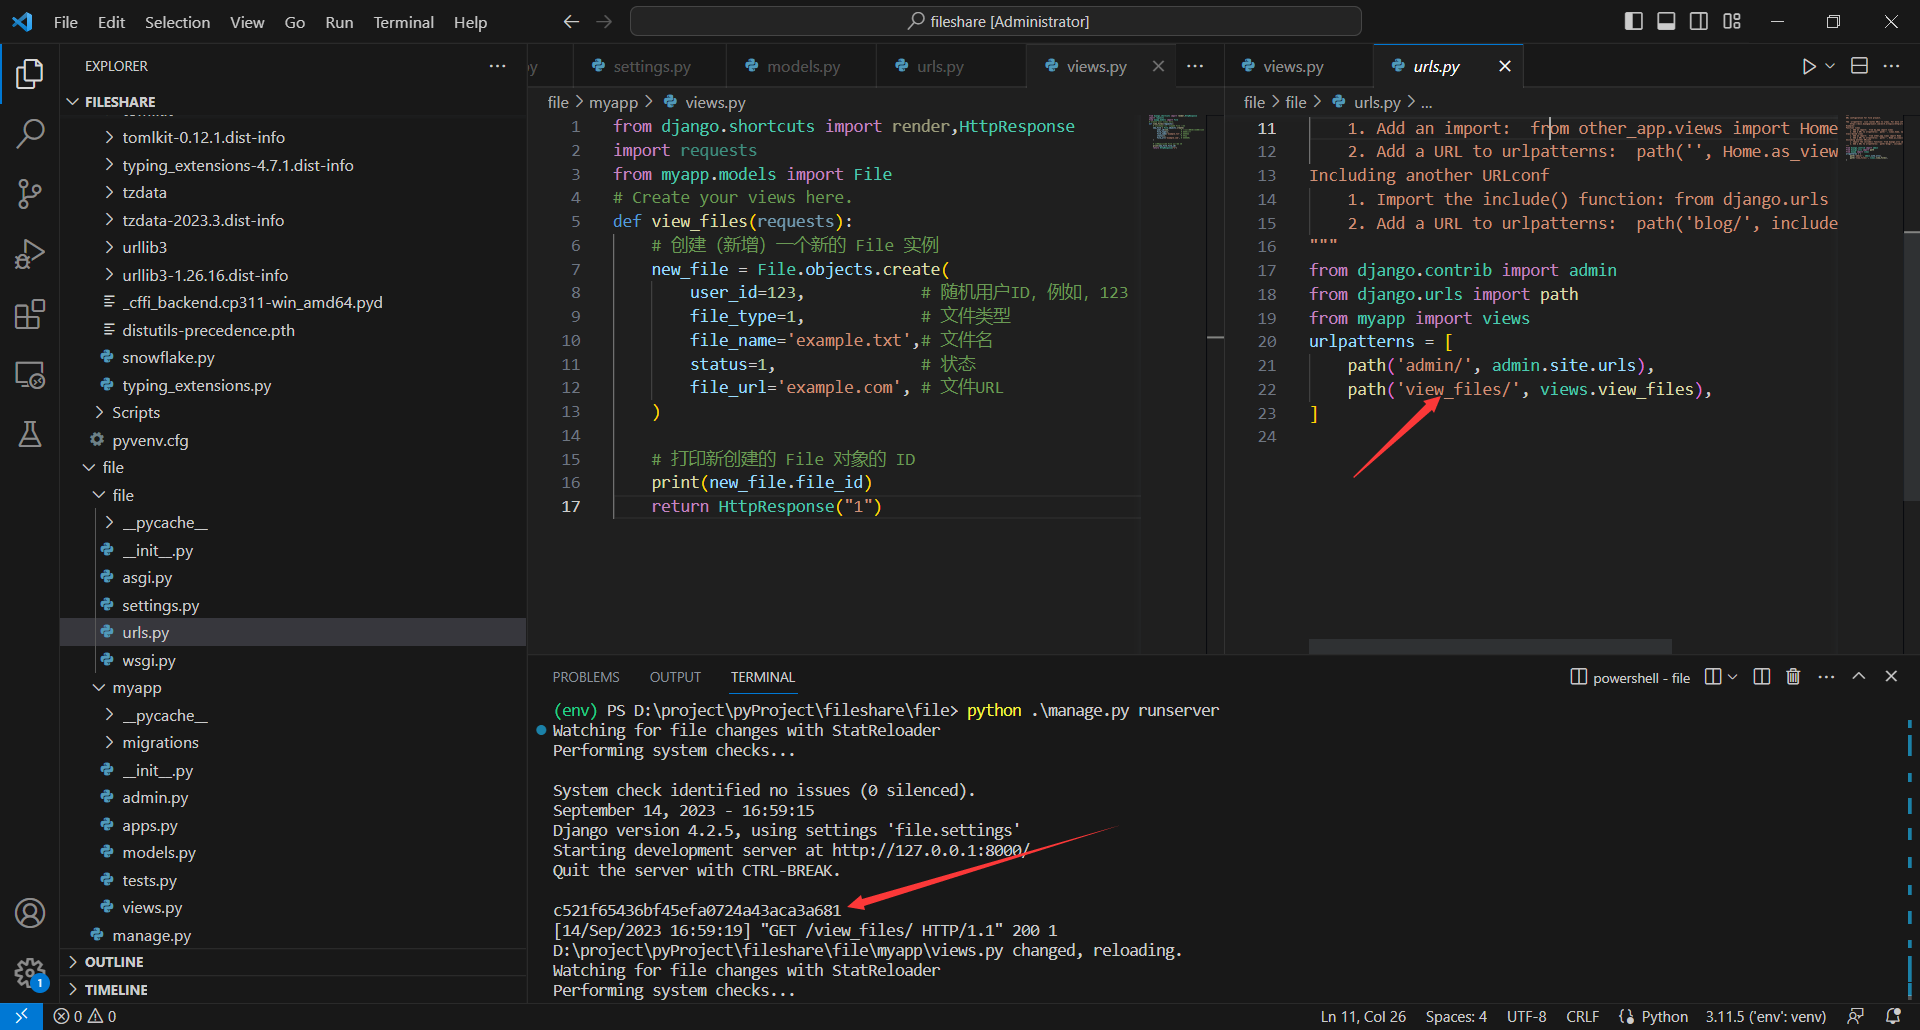 File Edit Selection View Go Run Terminal Help
fileshare [Administrator]
EXPLORER
FILESHARE
tomlkit-0.12.1.dist-info
typing_extensions-4.7.1.dist-info
tzdata
tzdata-2023.3.dist-info
urllib3
urllib3-1.26.16.dist-info
_cffi_backend.cp311-win_amd64.pyd
distutils-precedence.pth
snowflake.py
typing_extensions.py
Scripts
pyvenv.cfg
file
file
__pycache__
__init__.py
asgi.py
settings.py
urls.py
wsgi.py
myapp
__pycache__
migrations
__init__.py
admin.py
apps.py
models.py
tests.py
views.py
manage.py
OUTLINE
TIMELINE
settings.py models.py urls.py views.py
file > myapp > views.py
1 from django.shortcuts import render,HttpResponse
2 import requests
3 from myapp.models import File
4 # Create your views here.
5 def view_files(requests):
6 # 创建（新增）一个新的 File 实例
7 new_file = File.objects.create(
8 user_id=123, # 随机用户ID，例如，123
9 file_type=1, # 文件类型
10 file_name='example.txt',# 文件名
11 status=1, # 状态
12 file_url='example.com', # 文件URL
13 )
14
15 # 打印新创建的 File 对象的 ID
16 print(new_file.file_id)
17 return HttpResponse("1")
views.py urls.py
file > file > urls.py > ...
11 1. Add an import: from other_app.views import Home
12 2. Add a URL to urlpatterns: path('', Home.as_view
13 Including another URLconf
14 1. Import the include() function: from django.urls
15 2. Add a URL to urlpatterns: path('blog/', include
16 """
17 from django.contrib import admin
18 from django.urls import path
19 from myapp import views
20 urlpatterns = [
21 path('admin/', admin.site.urls),
22 path('view_files/', views.view_files),
23 ]
24
PROBLEMS OUTPUT TERMINAL
powershell - file
(env) PS D:\project\pyProject\fileshare\file> python .\manage.py runserver
Watching for file changes with StatReloader
Performing system checks...
System check identified no issues (0 silenced).
September 14, 2023 - 16:59:15
Django version 4.2.5, using settings 'file.settings'
Starting development server at http://127.0.0.1:8000/
Quit the server with CTRL-BREAK.
c521f65436bf45efa0724a43aca3a681
[14/Sep/2023 16:59:19] "GET /view_files/ HTTP/1.1" 200 1
D:\project\pyProject\fileshare\file\myapp\views.py changed, reloading.
Watching for file changes with StatReloader
Performing system checks...
1
0 0
Ln 11, Col 26 Spaces: 4 UTF-8 CRLF Python 3.11.5 ('env': venv)